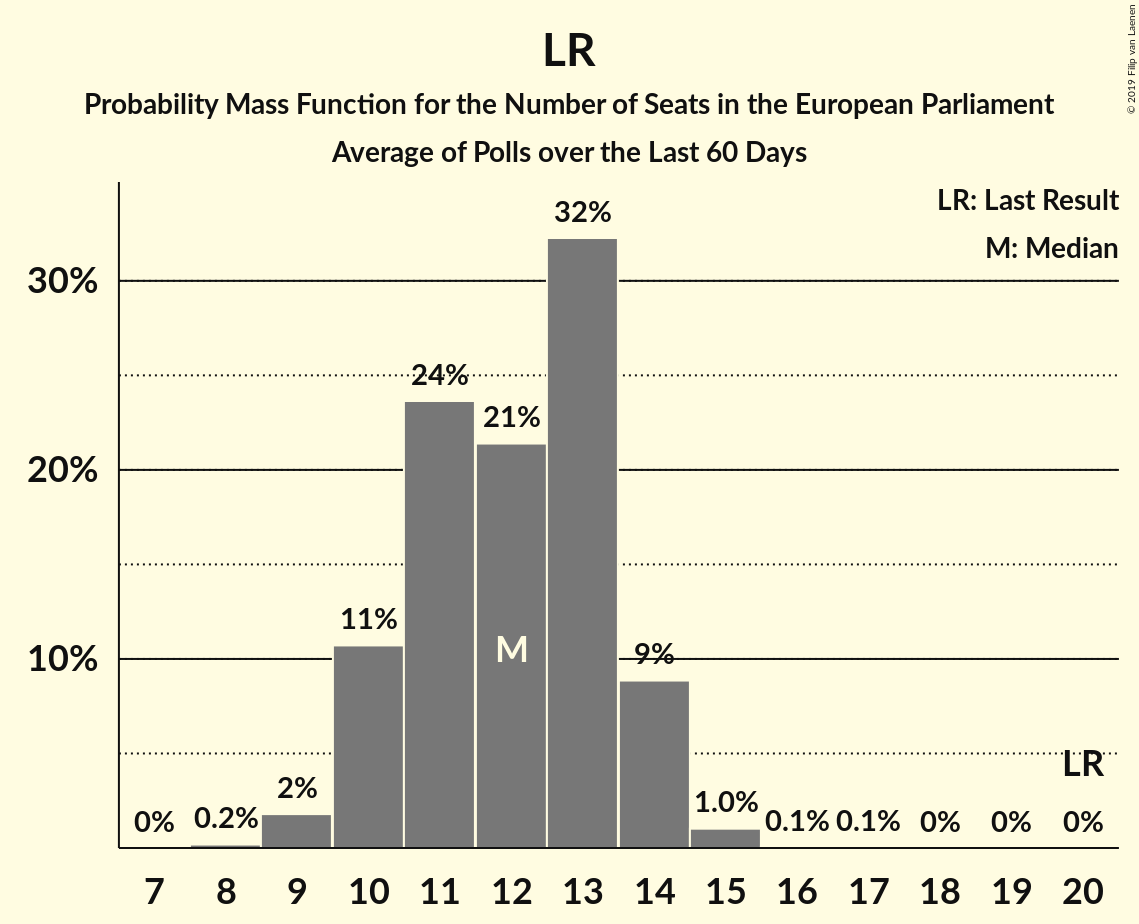 LR
Probability Mass Function for the Number of Seats in the European Parliament
Average of Polls over the Last 60 Days
© 2019 Filip van Laenen
LR: Last Result
M: Median
30%
20%
10%
0%
0.2%
2%
11%
24%
21%
32%
9%
1.0%
0.1%
0.1%
0%
0%
0%
M
LR
7 8 9 10 11 12 13 14 15 16 17 18 19 20